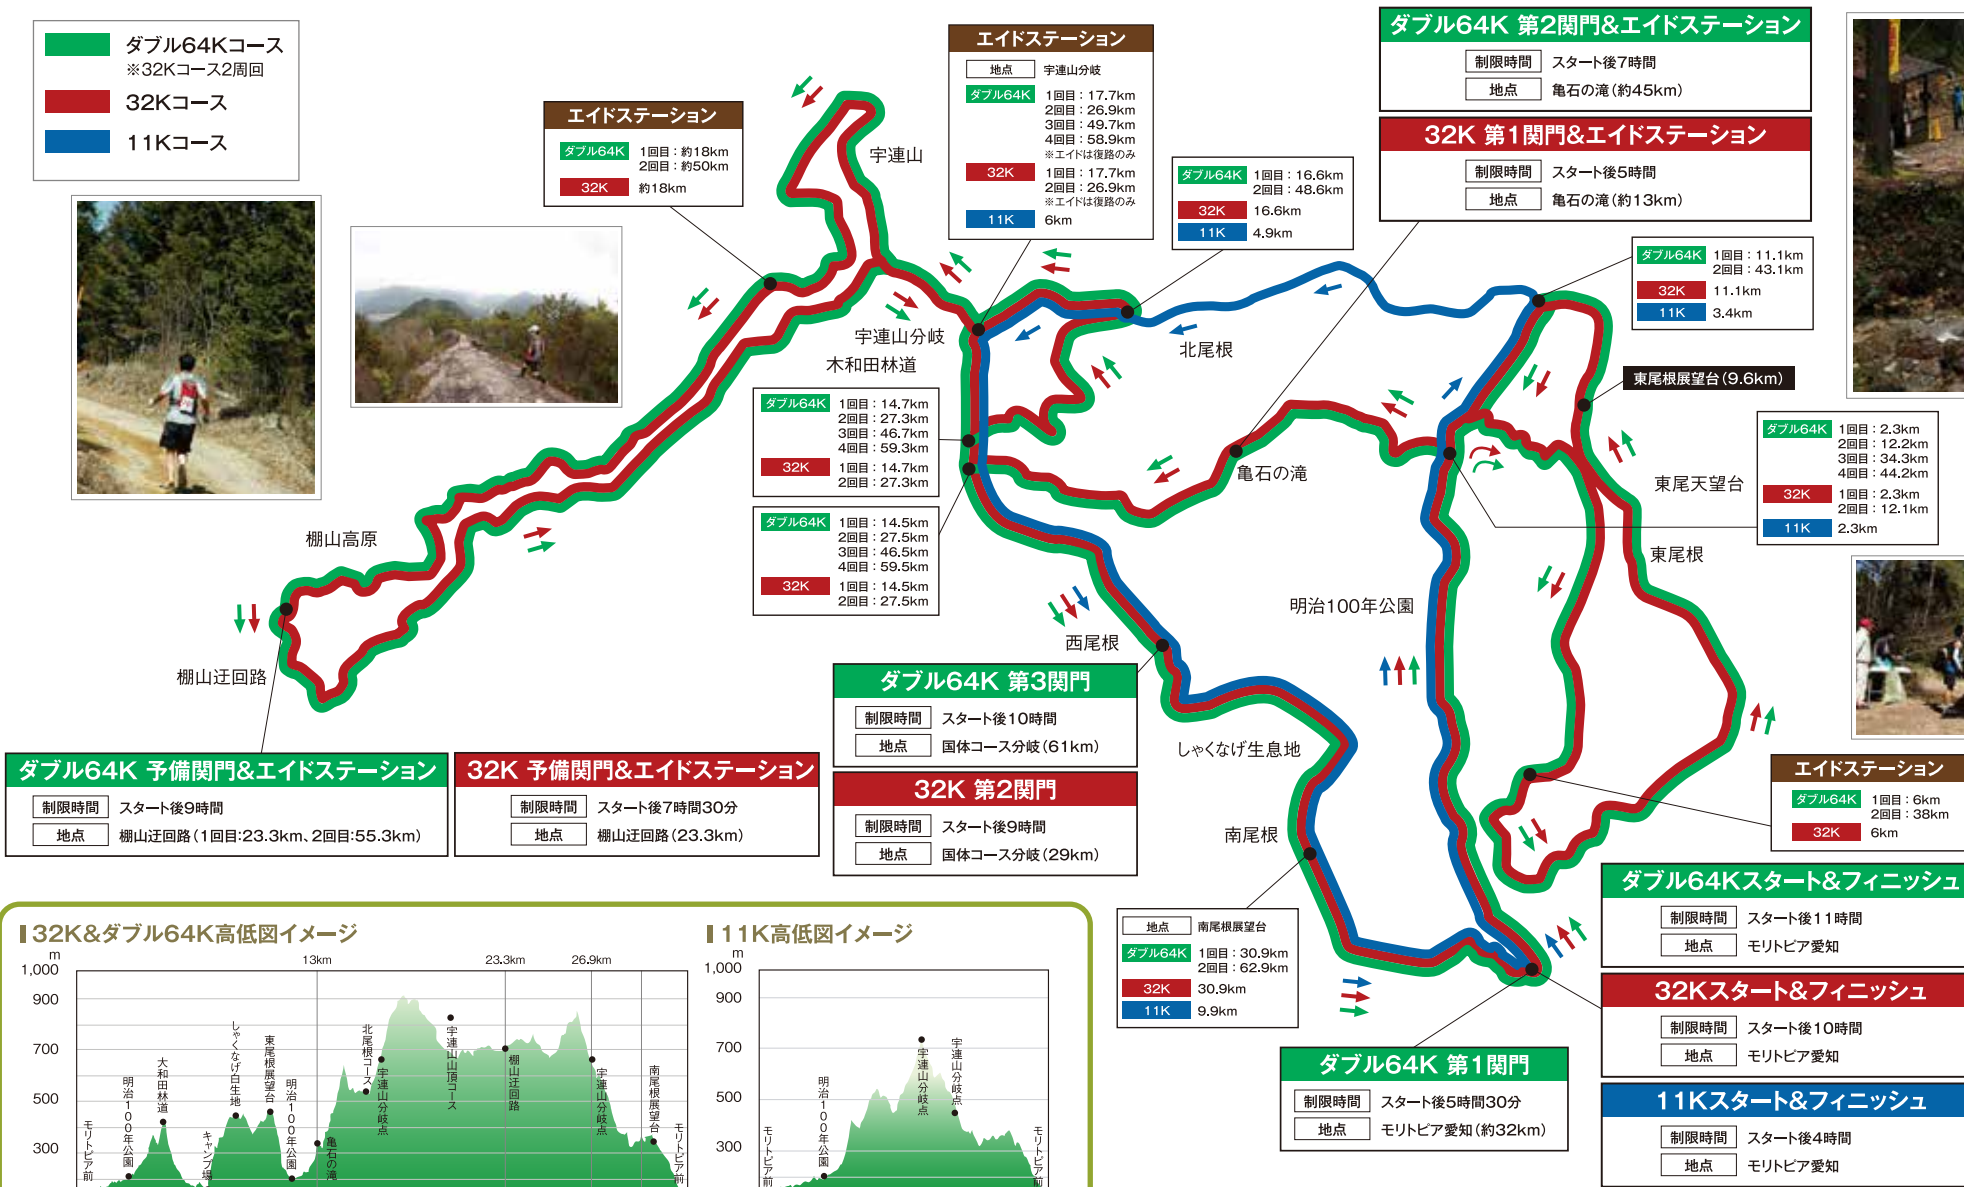 ダブル64Kコース
※32Kコース2周回
32Kコース
11Kコース
エイドステーション
ダブル64K 1回目：約18km
2回目：約50km
32K 約18km
エイドステーション
地点 宇連山分岐
ダブル64K 1回目：17.7km
2回目：26.9km
3回目：49.7km
4回目：58.9km
※エイドは復路のみ
32K 1回目：17.7km
2回目：26.9km
※エイドは復路のみ
11K 6km
ダブル64K 1回目：16.6km
2回目：48.6km
32K 16.6km
11K 4.9km
ダブル64K 第2関門&エイドステーション
制限時間 スタート後7時間
地点 亀石の滝（約45km）
32K 第1関門&エイドステーション
制限時間 スタート後5時間
地点 亀石の滝（約13km）
ダブル64K 1回目：11.1km
2回目：43.1km
32K 11.1km
11K 3.4km
宇連山
宇連山分岐
木和田林道
北尾根
東尾根展望台（9.6km）
ダブル64K 1回目：14.7km
2回目：27.3km
3回目：46.7km
4回目：59.3km
32K 1回目：14.7km
2回目：27.3km
ダブル64K 1回目：14.5km
2回目：27.5km
3回目：46.5km
4回目：59.5km
32K 1回目：14.5km
2回目：27.5km
ダブル64K 1回目：2.3km
2回目：12.2km
3回目：34.3km
4回目：44.2km
32K 1回目：2.3km
2回目：12.1km
11K 2.3km
亀石の滝
東尾天望台
東尾根
棚山高原
棚山迂回路
明治100年公園
西尾根
しゃくなげ生息地
南尾根
ダブル64K 予備関門&エイドステーション
制限時間 スタート後9時間
地点 棚山迂回路（1回目:23.3km、2回目:55.3km）
32K 予備関門&エイドステーション
制限時間 スタート後7時間30分
地点 棚山迂回路（23.3km）
ダブル64K 第3関門
制限時間 スタート後10時間
地点 国体コース分岐（61km）
32K 第2関門
制限時間 スタート後9時間
地点 国体コース分岐（29km）
エイドステーション
ダブル64K 1回目：6km
2回目：38km
32K 6km
地点 南尾根展望台
ダブル64K 1回目：30.9km
2回目：62.9km
32K 30.9km
11K 9.9km
ダブル64K 第1関門
制限時間 スタート後5時間30分
地点 モリトピア愛知（約32km）
ダブル64Kスタート&フィニッシュ
制限時間 スタート後11時間
地点 モリトピア愛知
32Kスタート&フィニッシュ
制限時間 スタート後10時間
地点 モリトピア愛知
11Kスタート&フィニッシュ
制限時間 スタート後4時間
地点 モリトピア愛知
32K&ダブル64K高低図イメージ
m
1,000
900
700
500
300
13km
23.3km
26.9km
モリトピア前
明治100年公園
大和田林道
キャンプ場
しゃくなげ白生地
東尾根展望台
明治100年公園
亀石の滝
北尾根コース
宇連山分岐点
宇連山山頂コース
棚山迂回路
宇連山分岐点
南尾根展望台
モリトピア前
11K高低図イメージ
m
1,000
900
700
500
300
モリトピア前
明治100年公園
宇連山分岐点
宇連山分岐点
モリトピア前